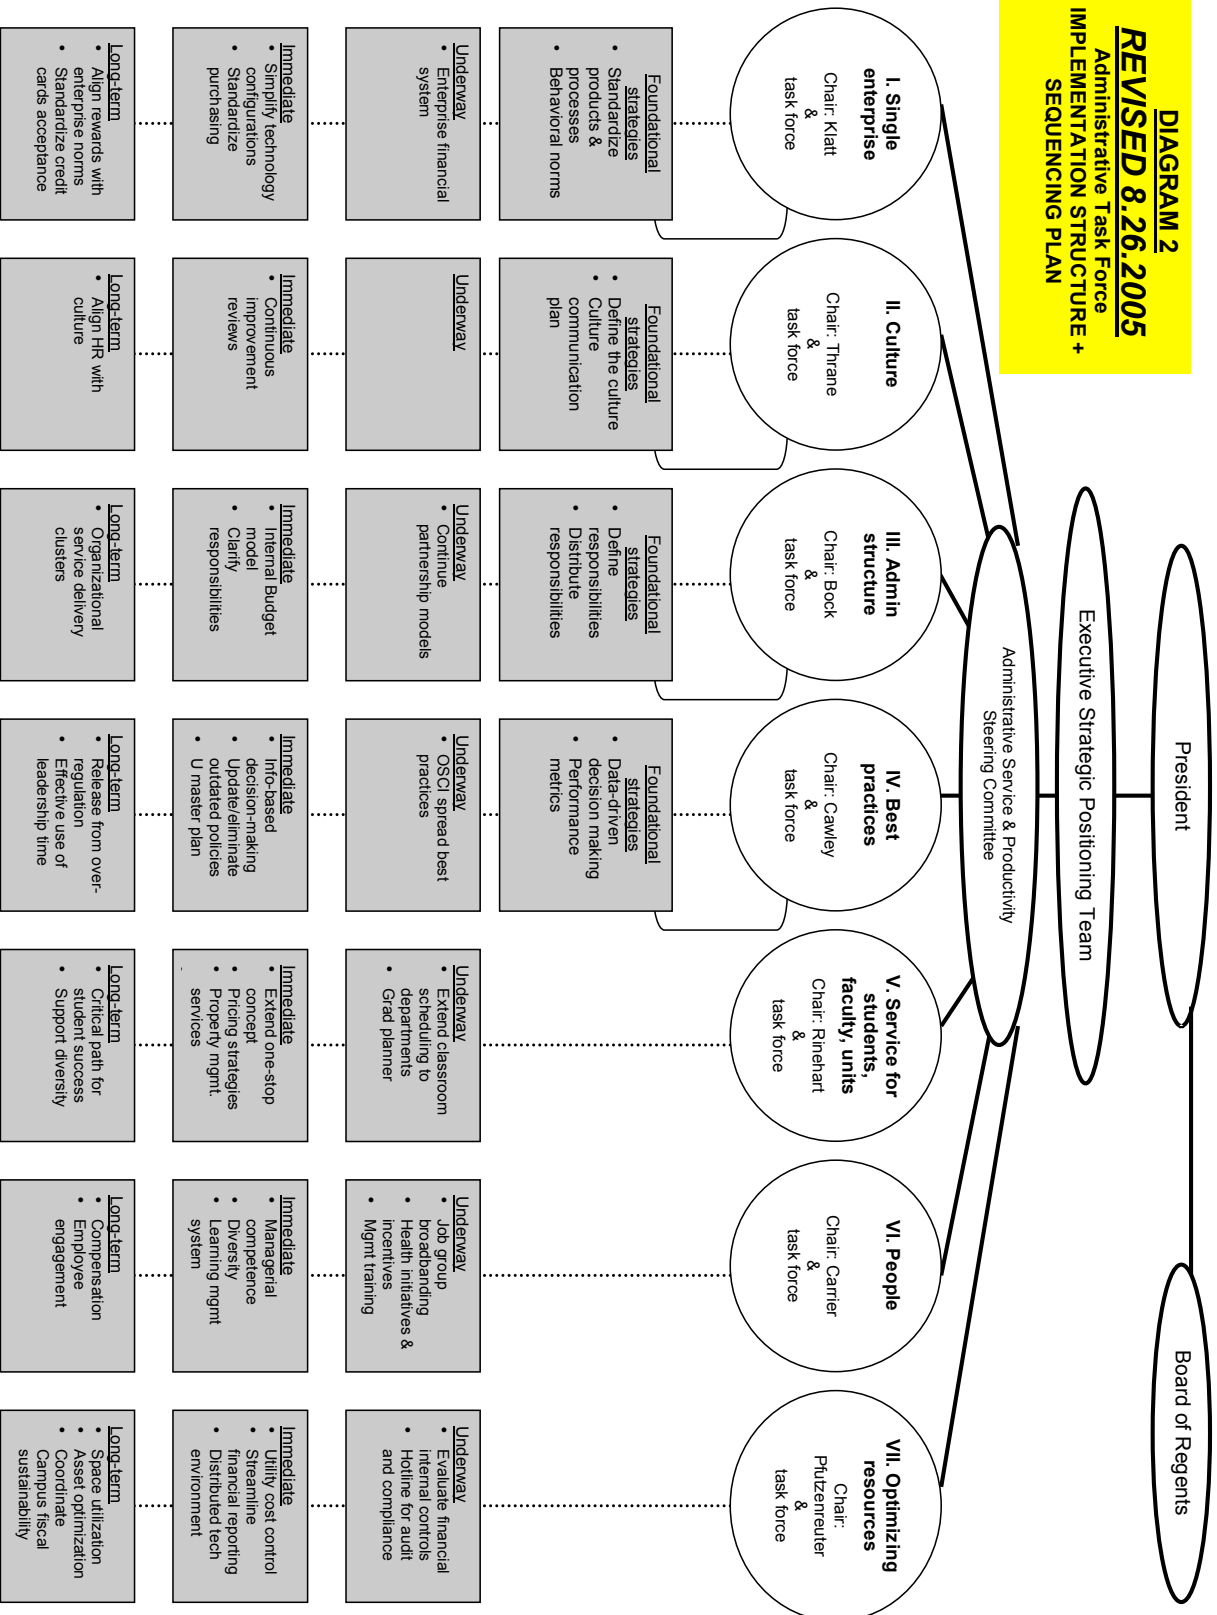 DIAGRAM 2
REVISED 8.26.2005
Administrative Task Force
IMPLEMENTATION STRUCTURE +
SEQUENCING PLAN
President
Board of Regents
Executive Strategic Positioning Team
Administrative Service & Productivity
Steering Committee
I. Single
enterprise
Chair: Klatt
&
task force
II. Culture
Chair: Thrane
&
task force
III. Admin
structure
Chair: Bock
&
task force
IV. Best
practices
Chair: Cawley
&
task force
V. Service for
students,
faculty, units
Chair: Rinehart
&
task force
VI. People
Chair: Carrier
&
task force
VII. Optimizing
resources
Chair:
Pfutzenreuter
&
task force
Foundational
strategies
• Standardize
products &
processes
• Behavioral norms
Foundational
strategies
• Define the culture
• Culture
communication
plan
Foundational
strategies
• Define
responsibilities
• Distribute
responsibilities
Foundational
strategies
• Data-driven
decision making
• Performance
metrics
Underway
• Enterprise financial
system
Underway
Underway
• Continue
partnership models
Underway
• OSCI spread best
practices
Underway
• Extend classroom
scheduling to
departments
• Grad planner
Underway
• Job group
broadbanding
• Health initiatives &
incentives
• Mgmt training
Underway
• Evaluate financial
internal controls
• Hotline for audit
and compliance
Immediate
• Simplify technology
configurations
• Standardize
purchasing
Immediate
• Continuous
improvement
reviews
Immediate
• Internal Budget
model
• Clarify
responsibilities
Immediate
• Info-based
decision-making
• Update/eliminate
outdated policies
• U master plan
Immediate
• Extend one-stop
concept
• Pricing strategies
• Property mgmt.
services
Immediate
• Managerial
competence
• Diversity
• Learning mgmt
system
Immediate
• Utility cost control
• Streamline
financial reporting
• Distributed tech
environment
Long-term
• Align rewards with
enterprise norms
• Standardize credit
cards acceptance
Long-term
• Align HR with
culture
Long-term
• Organizational
service delivery
clusters
Long-term
• Release from over-
regulation
• Effective use of
leadership time
Long-term
• Critical path for
student success
• Support diversity
Long-term
• Compensation
• Employee
engagement
Long-term
• Space utilization
• Asset optimization
• Coordinate
Campus fiscal
sustainability